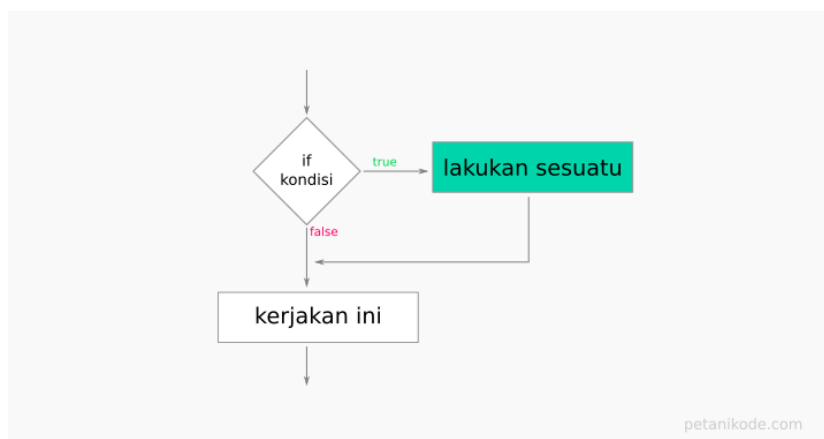 if
kondisi
true
lakukan sesuatu
false
kerjakan ini
petanikode.com